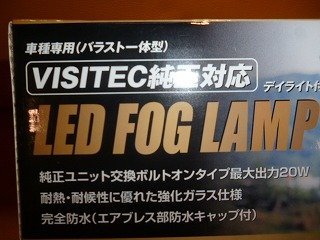 車種専用(バラスト一体型)
VISITEC純正対応
デイライト付
LED FOG LAMP
純正ユニット交換ボルトオンタイプ最大出力20W
耐熱・耐候性に優れた強化ガラス仕様
完全防水(エアブレス部防水キャップ付)